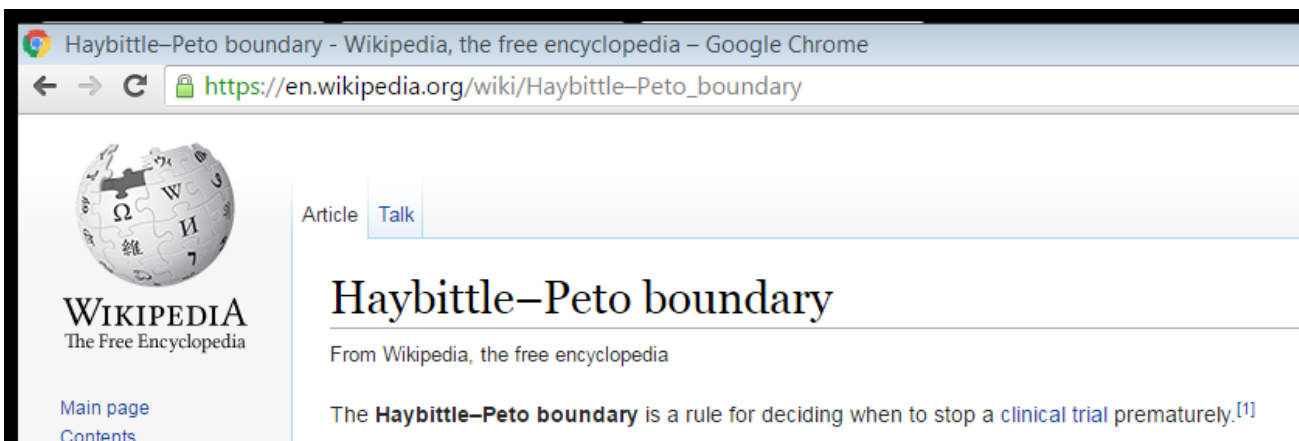 Haybittle–Peto boundary - Wikipedia, the free encyclopedia – Google Chrome
https://en.wikipedia.org/wiki/Haybittle–Peto_boundary
Article Talk
Haybittle–Peto boundary
WIKIPEDIA
The Free Encyclopedia
From Wikipedia, the free encyclopedia
Main page
The Haybittle–Peto boundary is a rule for deciding when to stop a clinical trial prematurely.[1]
Contents